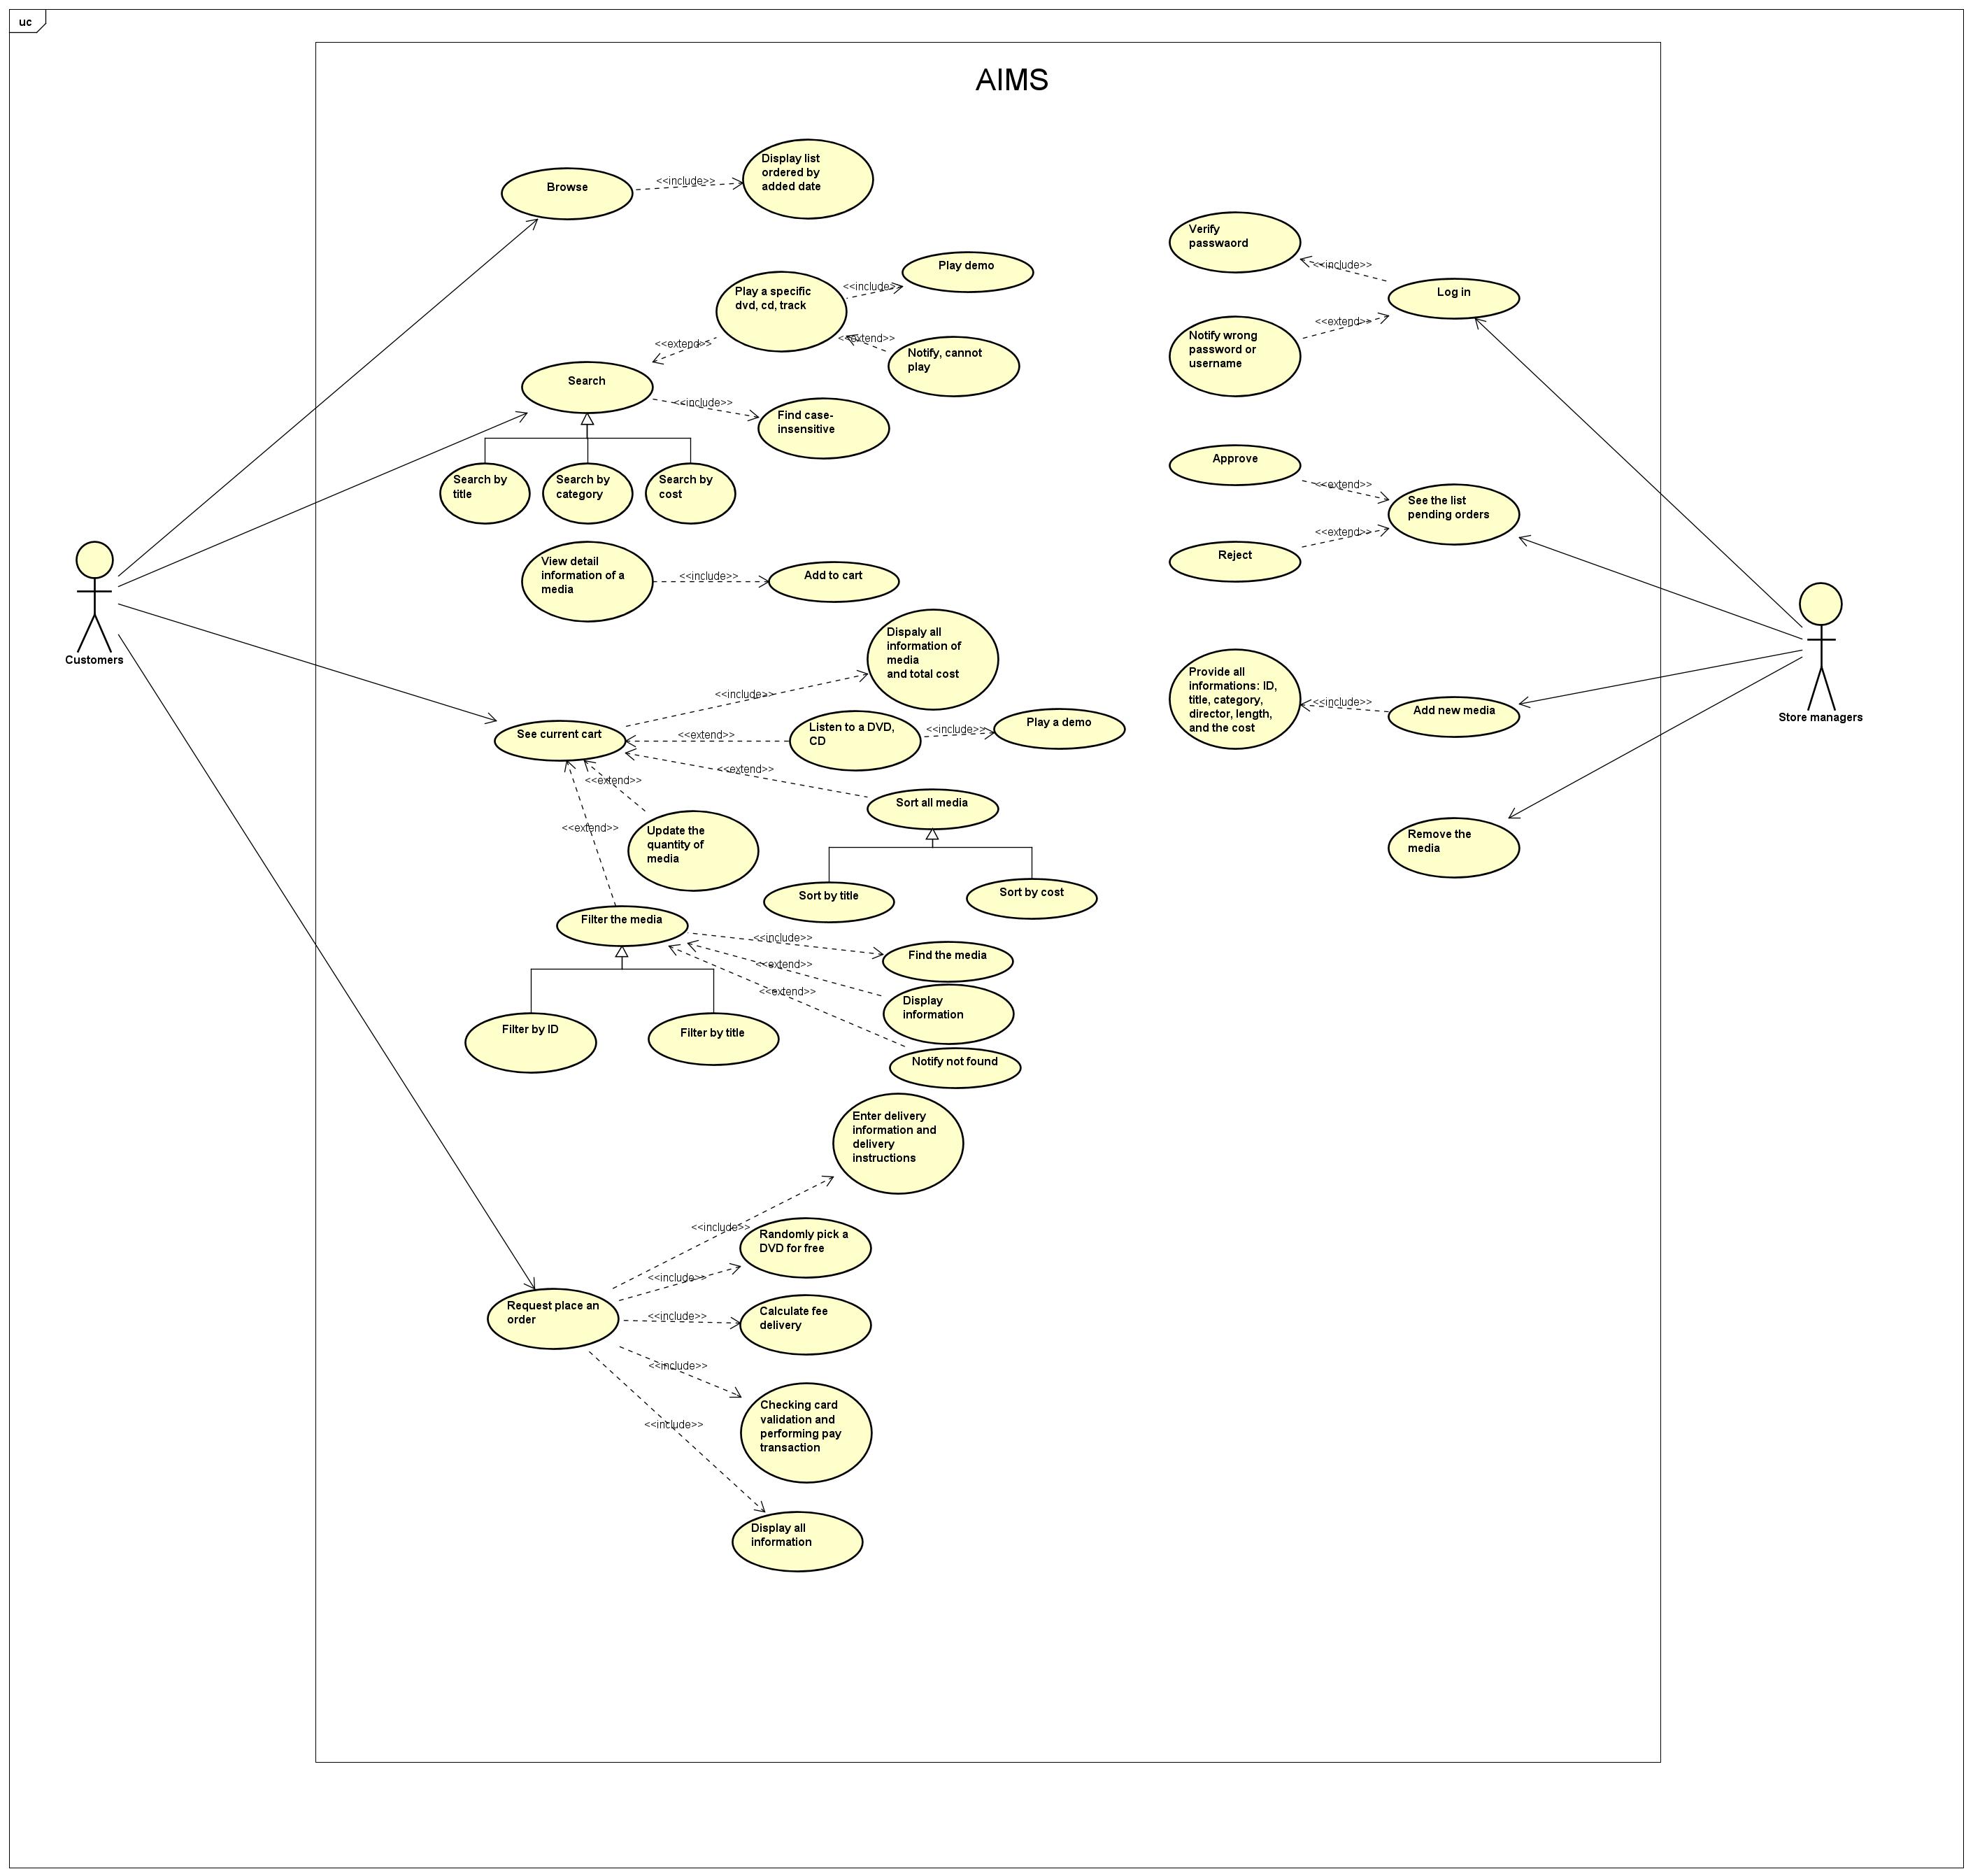 uc
AIMS
Browse
<<include>>
Display list
ordered by
added date
Play a specific
dvd, cd, track
<<include>>
Play demo
<<extend>>
Notify, cannot
play
<<extend>>
Search
<<include>>
Find case-
insensitive
Search by
title
Search by
category
Search by
cost
View detail
information of a
media
<<include>>
Add to cart
Customers
Dispaly all
information of
media
and total cost
<<include>>
See current cart
<<extend>>
Listen to a DVD,
CD
<<include>>
Play a demo
<<extend>>
Sort all media
<<extend>>
Update the
quantity of
media
<<extend>>
Sort by title
Sort by cost
Filter the media
<<include>>
Find the media
<<extend>>
Display
information
<<extend>>
Notify not found
Filter by ID
Filter by title
Enter delivery
information and
delivery
instructions
<<include>>
Randomly pick a
DVD for free
<<include>>
Request place an
order
<<include>>
Calculate fee
delivery
<<include>>
Checking card
validation and
performing pay
transaction
<<include>>
Display all
information
Verify
passwaord
<<include>>
Log in
<<extend>>
Notify wrong
password or
username
Approve
<<extend>>
See the list
pending orders
<<extend>>
Reject
Provide all
informations: ID,
title, category,
director, length,
and the cost
<<include>>
Add new media
Remove the
media
Store managers